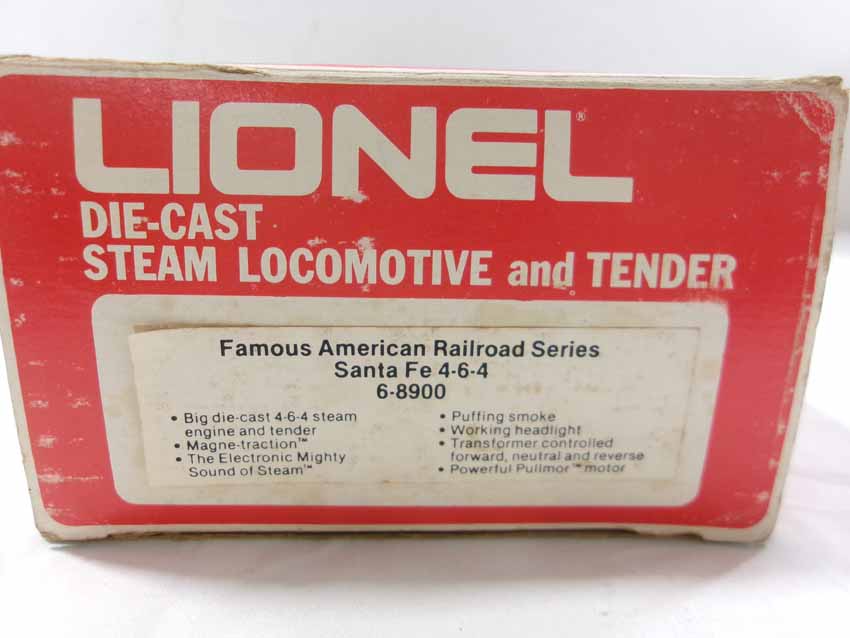 LIONEL®
DIE-CAST
STEAM LOCOMOTIVE and TENDER
Famous American Railroad Series
Santa Fe 4-6-4
6-8900
• Big die-cast 4-6-4 steam
engine and tender
• Magne-traction™
• The Electronic Mighty
Sound of Steam™
• Puffing smoke
• Working headlight
• Transformer controlled
forward, neutral and reverse
• Powerful Pullmor™ motor